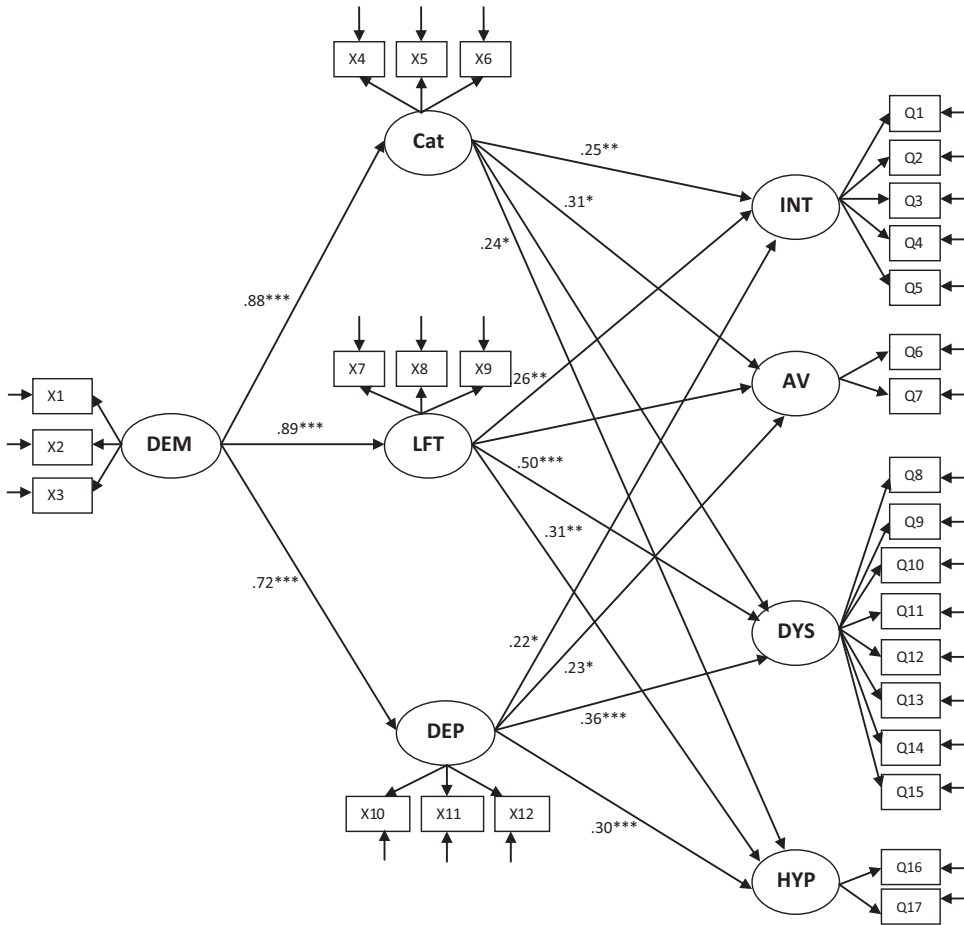 X4 X5 X6
Cat
Q1
Q2
Q3
Q4
Q5
INT
.25**
.31*
.24*
.88***
X7 X8 X9
Q6
Q7
AV
.26**
X1
X2
X3
DEM
.89***
LFT
.50***
.31**
Q8
Q9
Q10
Q11
Q12
Q13
Q14
Q15
DYS
.72***
.22*
.23*
.36***
DEP
X10 X11 X12
.30***
HYP
Q16
Q17